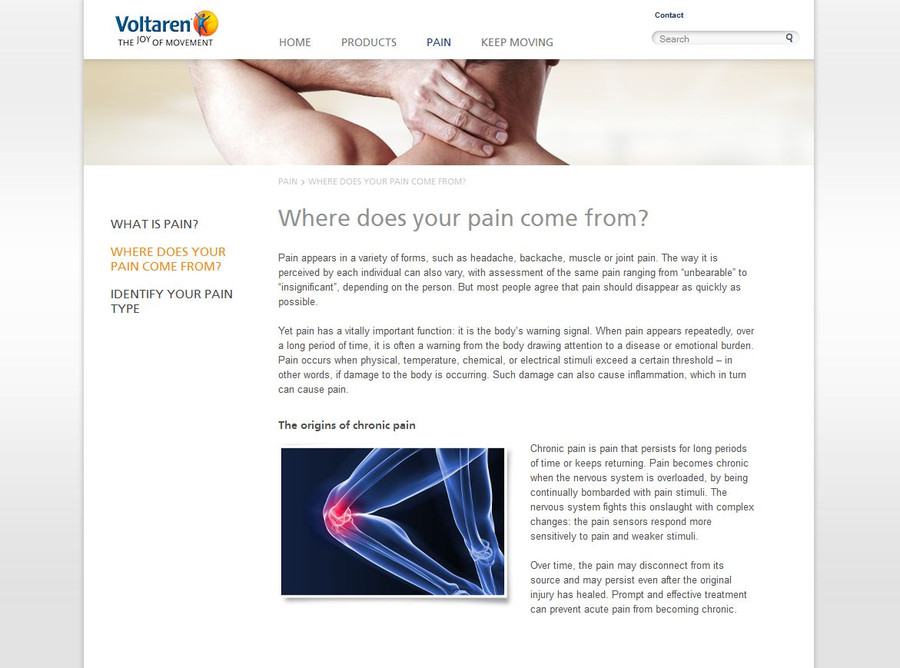 Voltaren
THE JOY OF MOVEMENT
Contact
HOME PRODUCTS PAIN KEEP MOVING
Search
PAIN > WHERE DOES YOUR PAIN COME FROM?
WHAT IS PAIN?
WHERE DOES YOUR
PAIN COME FROM?
IDENTIFY YOUR PAIN
TYPE
Where does your pain come from?
Pain appears in a variety of forms, such as headache, backache, muscle or joint pain. The way it is
perceived by each individual can also vary, with assessment of the same pain ranging from “unbearable” to
“insignificant”, depending on the person. But most people agree that pain should disappear as quickly as
possible.
Yet pain has a vitally important function: it is the body’s warning signal. When pain appears repeatedly, over
a long period of time, it is often a warning from the body drawing attention to a disease or emotional burden.
Pain occurs when physical, temperature, chemical, or electrical stimuli exceed a certain threshold – in
other words, if damage to the body is occurring. Such damage can also cause inflammation, which in turn
can cause pain.
The origins of chronic pain
Chronic pain is pain that persists for long periods
of time or keeps returning. Pain becomes chronic
when the nervous system is overloaded, by being
continually bombarded with pain stimuli. The
nervous system fights this onslaught with complex
changes: the pain sensors respond more
sensitively to pain and weaker stimuli.
Over time, the pain may disconnect from its
source and may persist even after the original
injury has healed. Prompt and effective treatment
can prevent acute pain from becoming chronic.